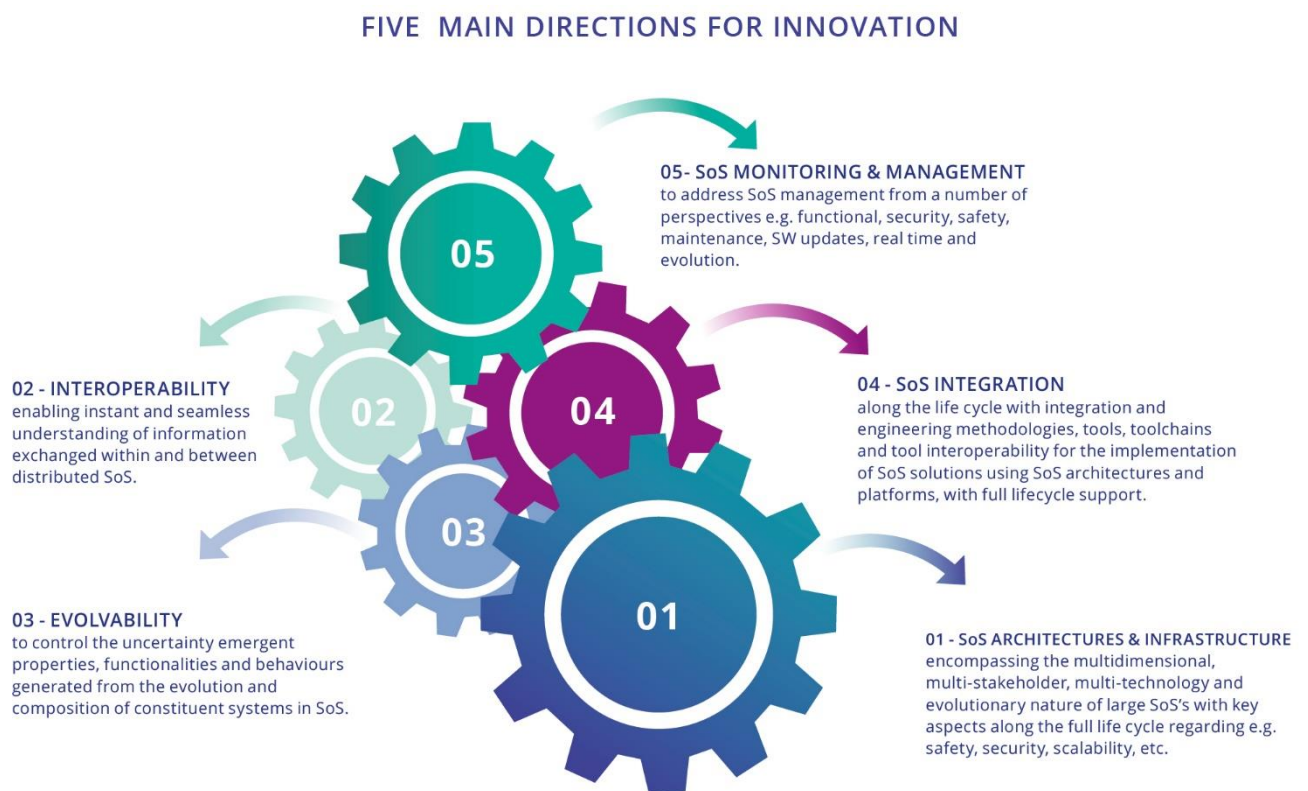 FIVE MAIN DIRECTIONS FOR INNOVATION
05
05- SoS MONITORING & MANAGEMENT
to address SoS management from a number of
perspectives e.g. functional, security, safety,
maintenance, SW updates, real time and
evolution.
02 - INTEROPERABILITY
enabling instant and seamless
understanding of information
exchanged within and between
distributed SoS.
02
04
04 - SoS INTEGRATION
along the life cycle with integration and
engineering methodologies, tools, toolchains
and tool interoperability for the implementation
of SoS solutions using SoS architectures and
platforms, with full lifecycle support.
03
03 - EVOLVABILITY
to control the uncertainty emergent
properties, functionalities and behaviours
generated from the evolution and
composition of constituent systems in SoS.
01
01 - SoS ARCHITECTURES & INFRASTRUCTURE
encompassing the multidimensional,
multi-stakeholder, multi-technology and
evolutionary nature of large SoS's with key
aspects along the full life cycle regarding e.g.
safety, security, scalability, etc.